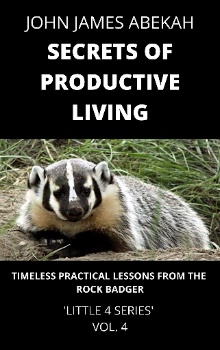 JOHN JAMES ABEKAH
SECRETS OF
PRODUCTIVE
LIVING
TIMELESS PRACTICAL LESSONS FROM THE
ROCK BADGER
'LITTLE 4 SERIES'
VOL. 4